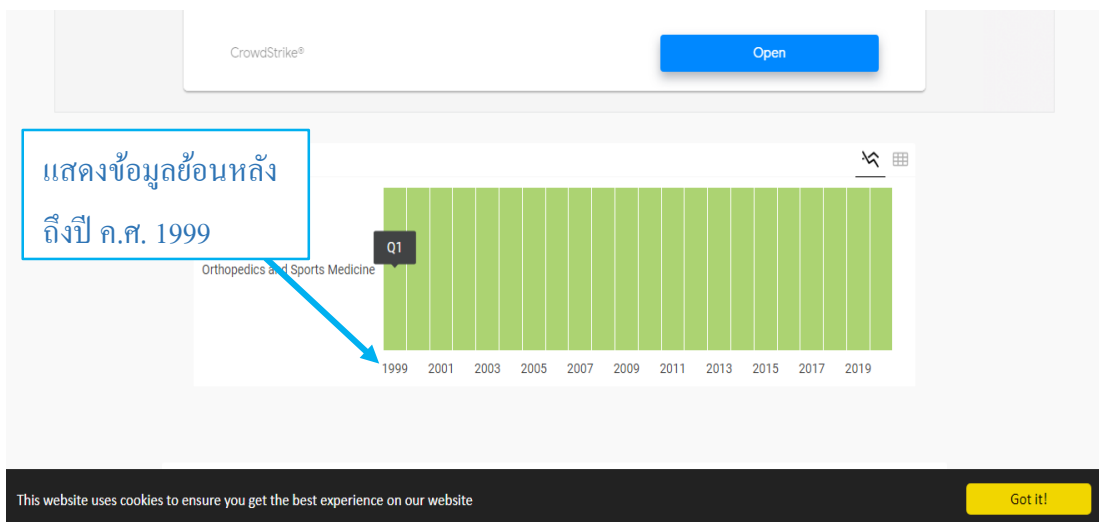 CrowdStrike®
Open
แสดงข้อมูลย้อนหลัง
ถึงปี ค.ศ. 1999
Q1
Orthopedics and Sports Medicine
1999 2001 2003 2005 2007 2009 2011 2013 2015 2017 2019
This website uses cookies to ensure you get the best experience on our website
Got it!